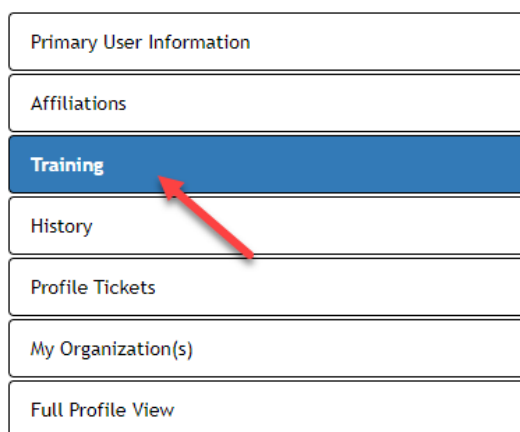 Primary User Information
Affiliations
Training
History
Profile Tickets
My Organization(s)
Full Profile View